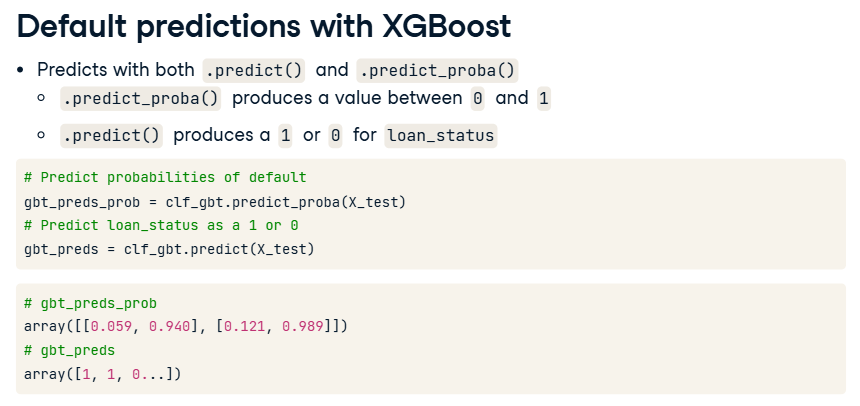 Default predictions with XGBoost
• Predicts with both .predict() and .predict_proba()
○ .predict_proba() produces a value between 0 and 1
○ .predict() produces a 1 or 0 for loan_status
# Predict probabilities of default
gbt_preds_prob = clf_gbt.predict_proba(X_test)
# Predict loan_status as a 1 or 0
gbt_preds = clf_gbt.predict(X_test)
# gbt_preds_prob
array([[0.059, 0.940], [0.121, 0.989]])
# gbt_preds
array([1, 1, 0...])